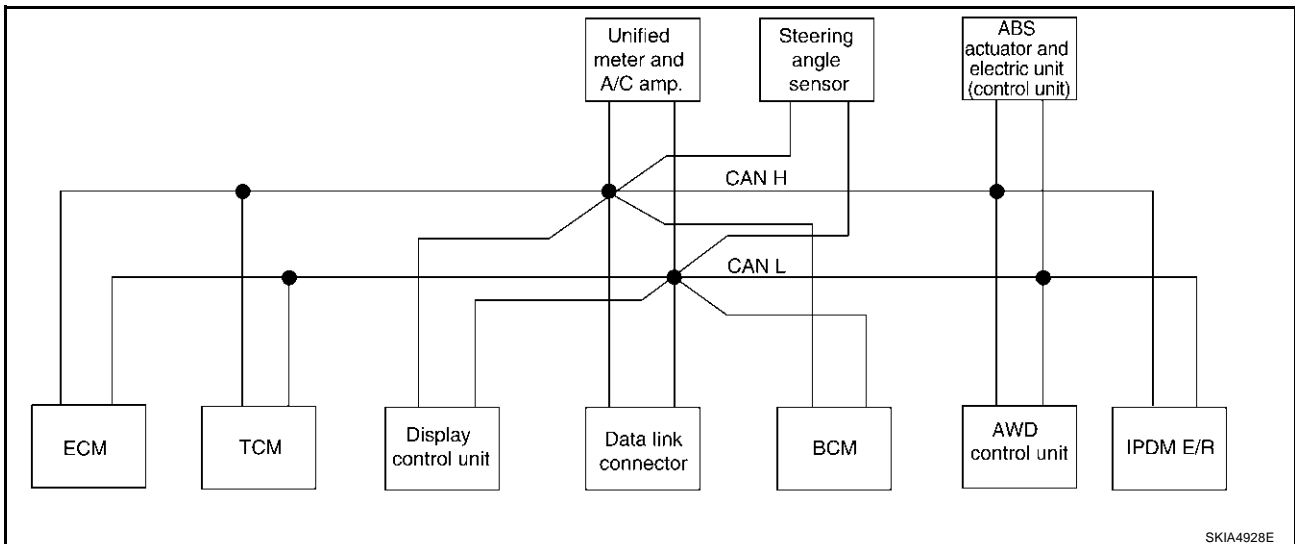 Unified
meter and
A/C amp.
Steering
angle
sensor
ABS
actuator and
electric unit
(control unit)
CAN H
CAN L
ECM
TCM
Display
control unit
Data link
connector
BCM
AWD
control unit
IPDM E/R
SKIA4928E